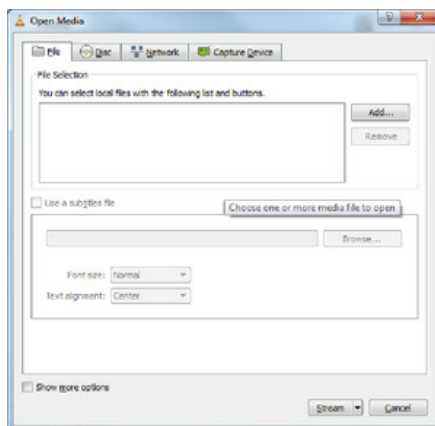 Open Media
File Disc Network Capture Device
File Selection
You can select local files with the following list and buttons.
Add...
Remove
Use a subtitles file
Choose one or more media file to open
Browse...
Font size: Normal
Text alignment: Center
Show more options
Stream Cancel